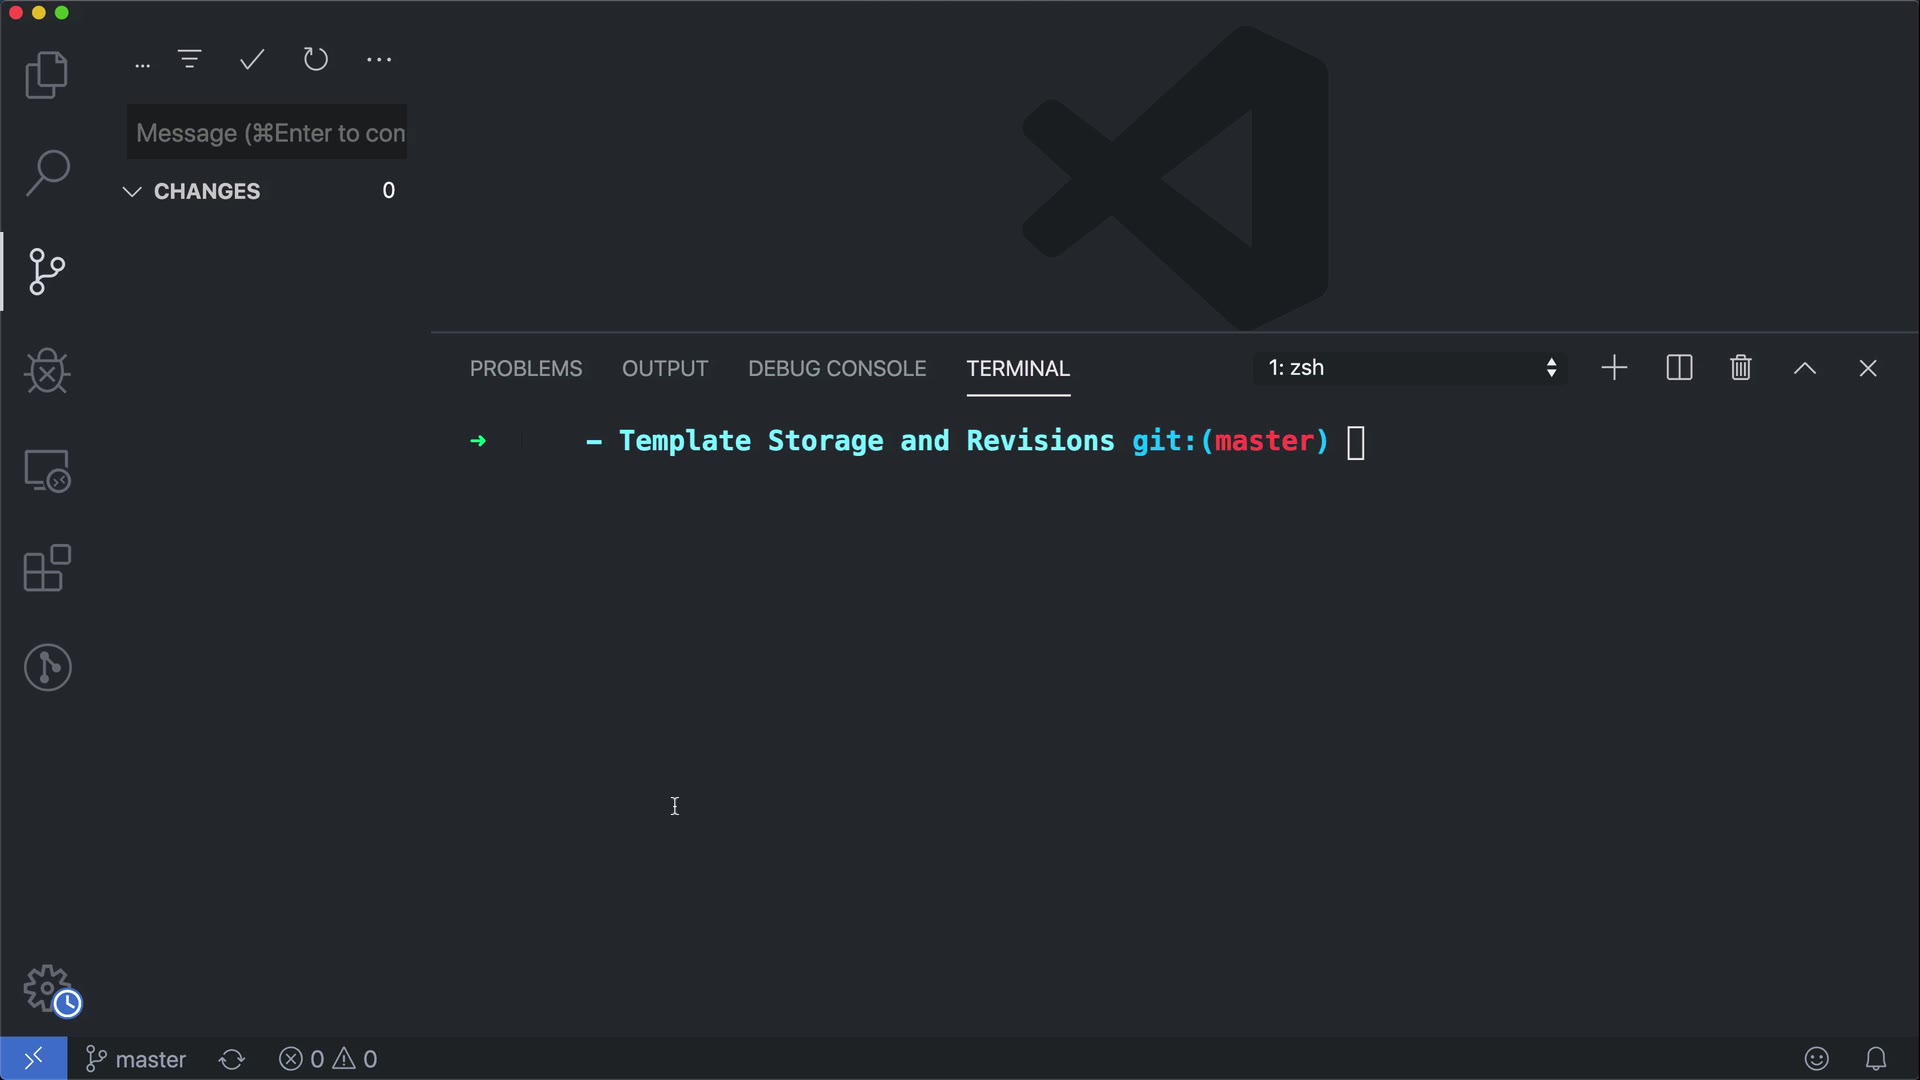 ...
Message (⌘Enter to com
CHANGES 0
PROBLEMS OUTPUT DEBUG CONSOLE TERMINAL 1: zsh
➜ - Template Storage and Revisions git:(master)
master 0 0